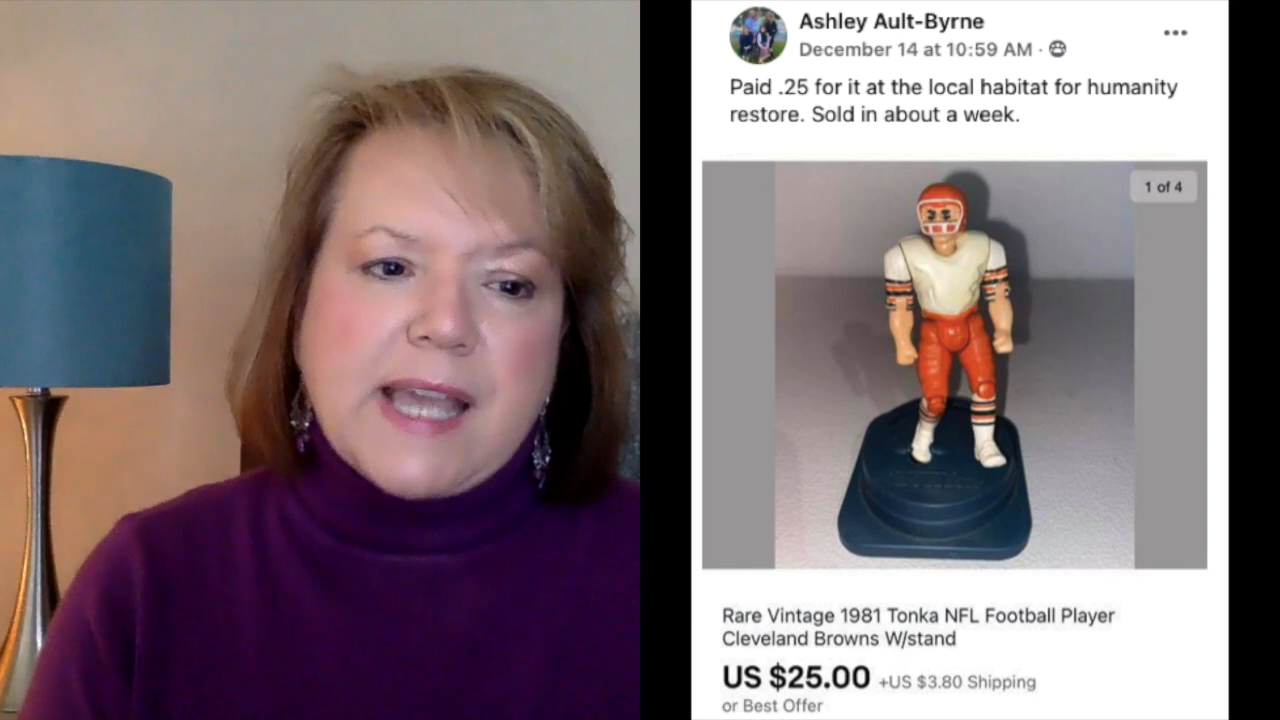 Ashley Ault-Byrne
December 14 at 10:59 AM ·
Paid .25 for it at the local habitat for humanity
restore. Sold in about a week.
1 of 4
Rare Vintage 1981 Tonka NFL Football Player
Cleveland Browns W/stand
US $25.00 +US $3.80 Shipping
or Best Offer